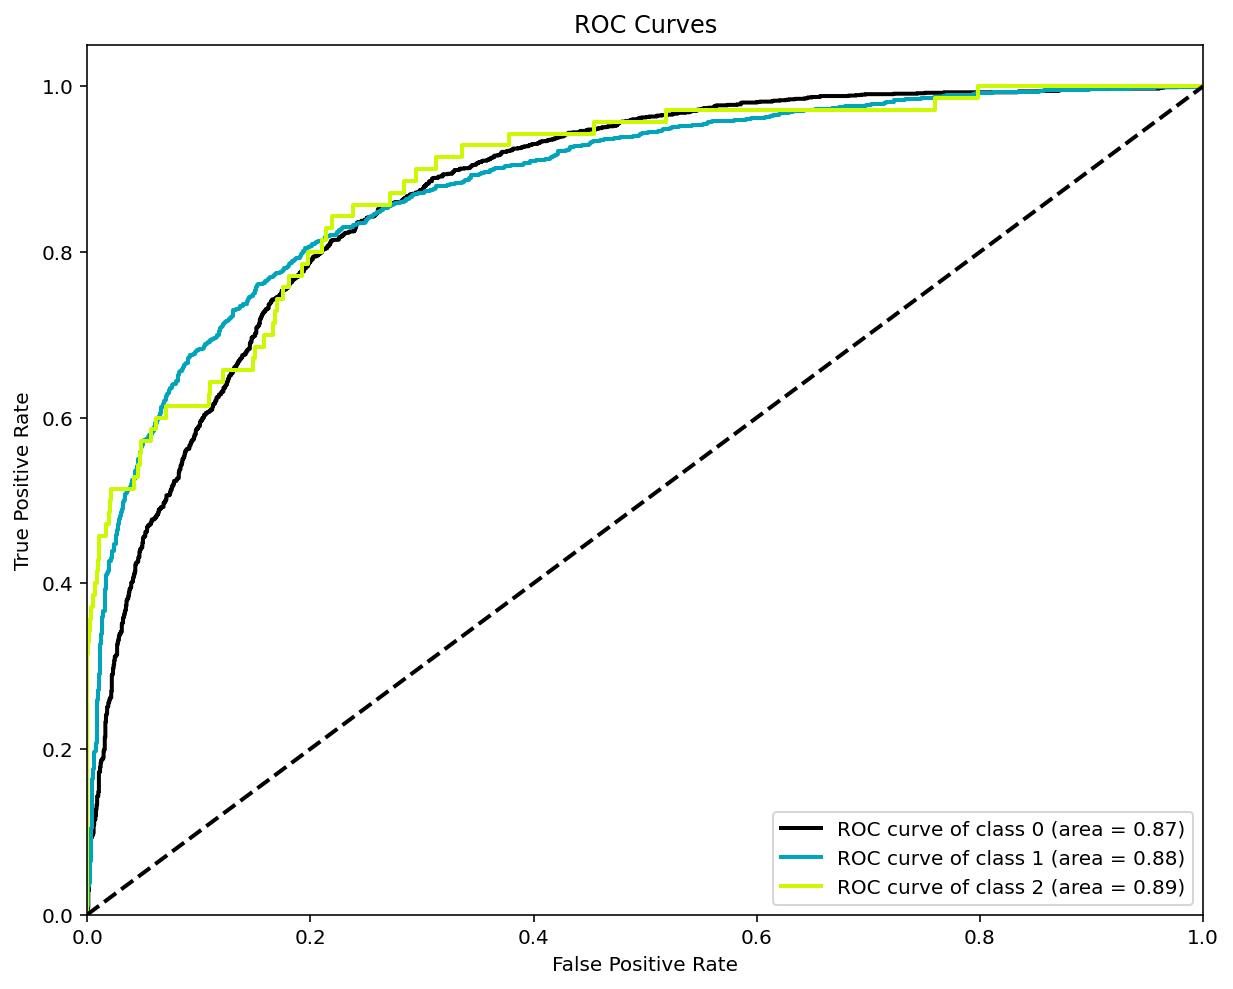 ROC Curves
1.0
0.8
0.6
0.4
0.2
0.0
True Positive Rate
0.0 0.2 0.4 0.6 0.8 1.0
False Positive Rate
ROC curve of class 0 (area = 0.87)
ROC curve of class 1 (area = 0.88)
ROC curve of class 2 (area = 0.89)